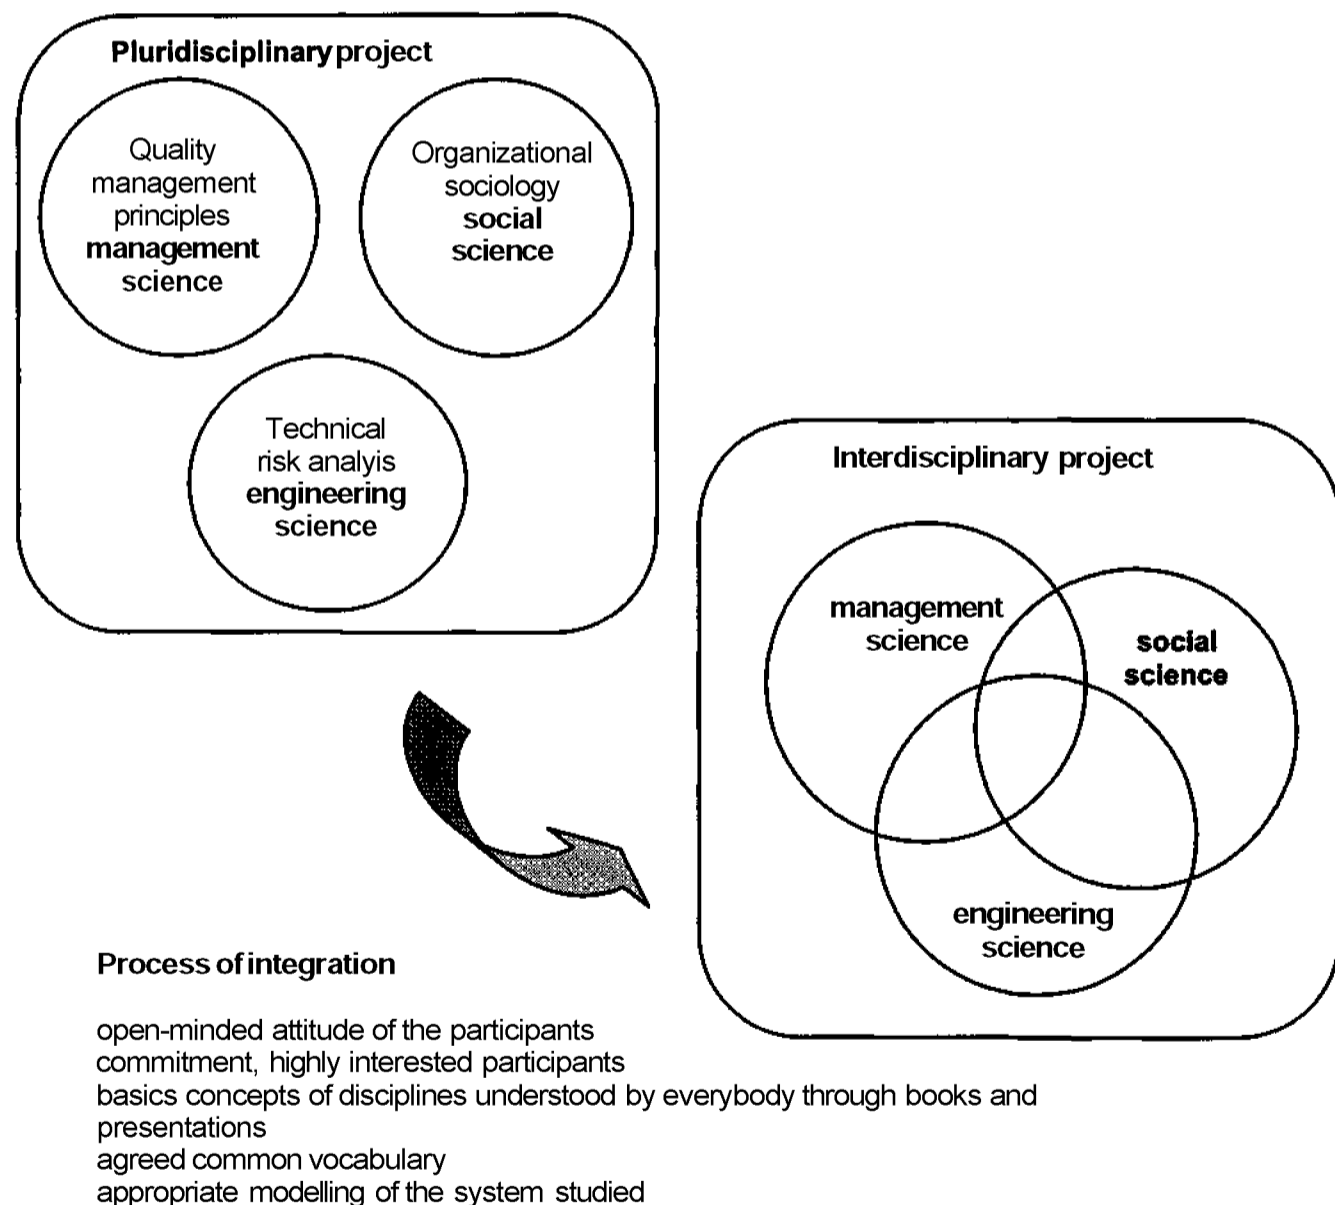 Pluridisciplinary project
Quality
management
principles
management
science
Organizational
sociology
social
science
Technical
risk analyis
engineering
science
Interdisciplinary project
management
science
social
science
engineering
science
Process of integration
open-minded attitude of the participants
commitment, highly interested participants
basics concepts of disciplines understood by everybody through books and
presentations
agreed common vocabulary
appropriate modelling of the system studied